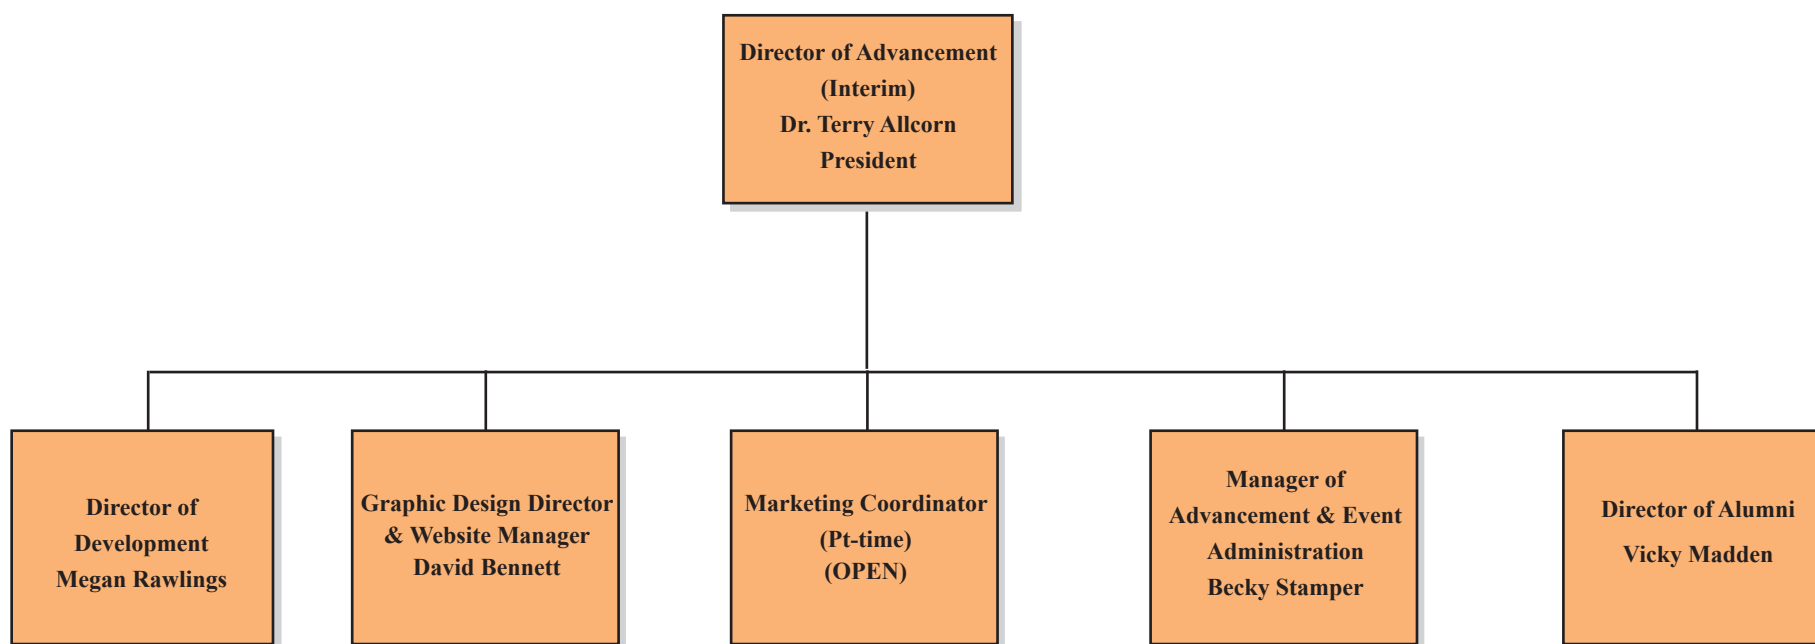 Director of Advancement
(Interim)
Dr. Terry Allcorn
President
Director of
Development
Megan Rawlings
Graphic Design Director
& Website Manager
David Bennett
Marketing Coordinator
(Pt-time)
(OPEN)
Manager of
Advancement & Event
Administration
Becky Stamper
Director of Alumni
Vicky Madden